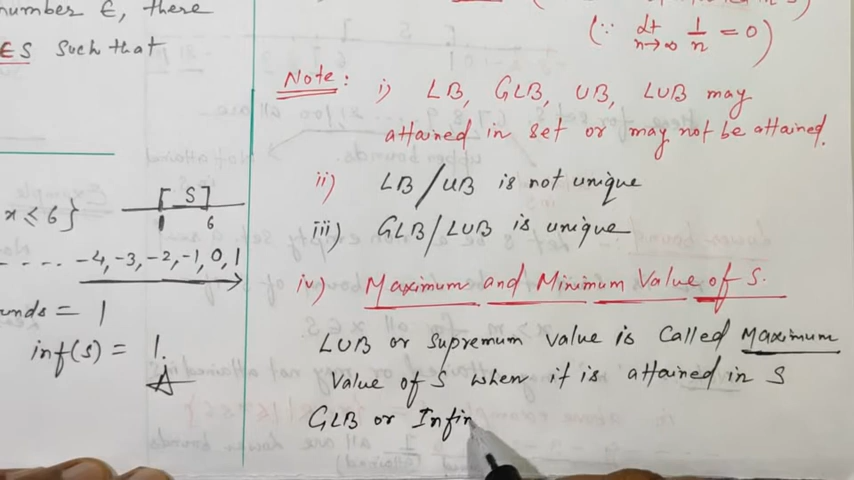 number ϵ, there
ϵS Such that
x ≤ 6}
[ S ]
1 6
.... -4, -3, -2, -1, 0, 1
unds = 1
inf(s) = 1.
(∵ lt n→∞ 1/n = 0)
Note: i) LB, GLB, UB, LUB may
attained in set or may not be attained.
ii) LB/UB is not unique
iii) GLB/LUB is unique
iv) Maximum and Minimum Value of S.
LUB or Supremum value is called Maximum
Value of S when it is attained in S
GLB or Infin